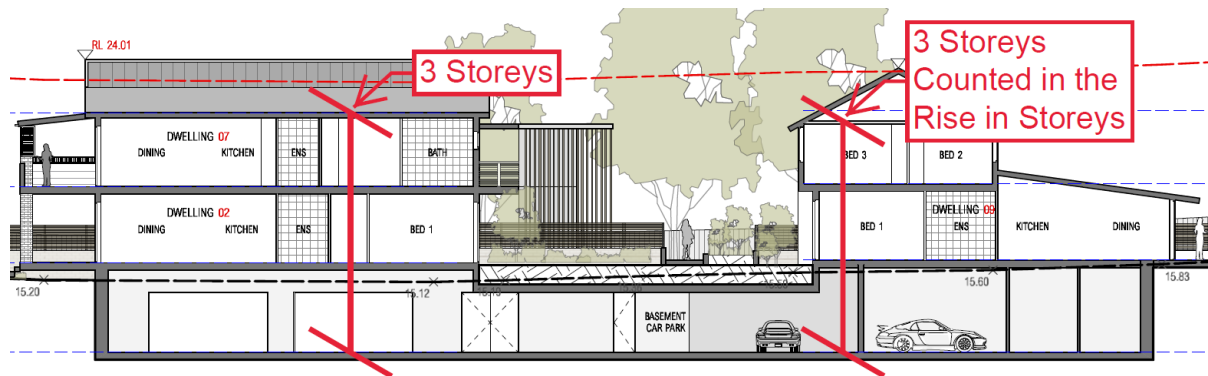 RL 24.01
3 Storeys
3 Storeys
Counted in the
Rise in Storeys
DWELLING 07
DINING
KITCHEN
ENS
BATH
BED 3
BED 2
DWELLING 02
DINING
KITCHEN
ENS
BED 1
BED 1
DWELLING 09
ENS
KITCHEN
DINING
15.20
15.12
15.60
15.83
BASEMENT
CAR PARK